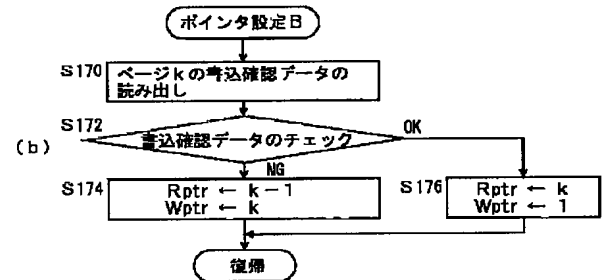 ポインタ設定B
S170
ページkの書込確認データの
読み出し
S172
(b)
書込確認データのチェック
OK
NG
S174
Rptr ← k－1
Wptr ← k
S176
Rptr ← k
Wptr ← 1
復帰